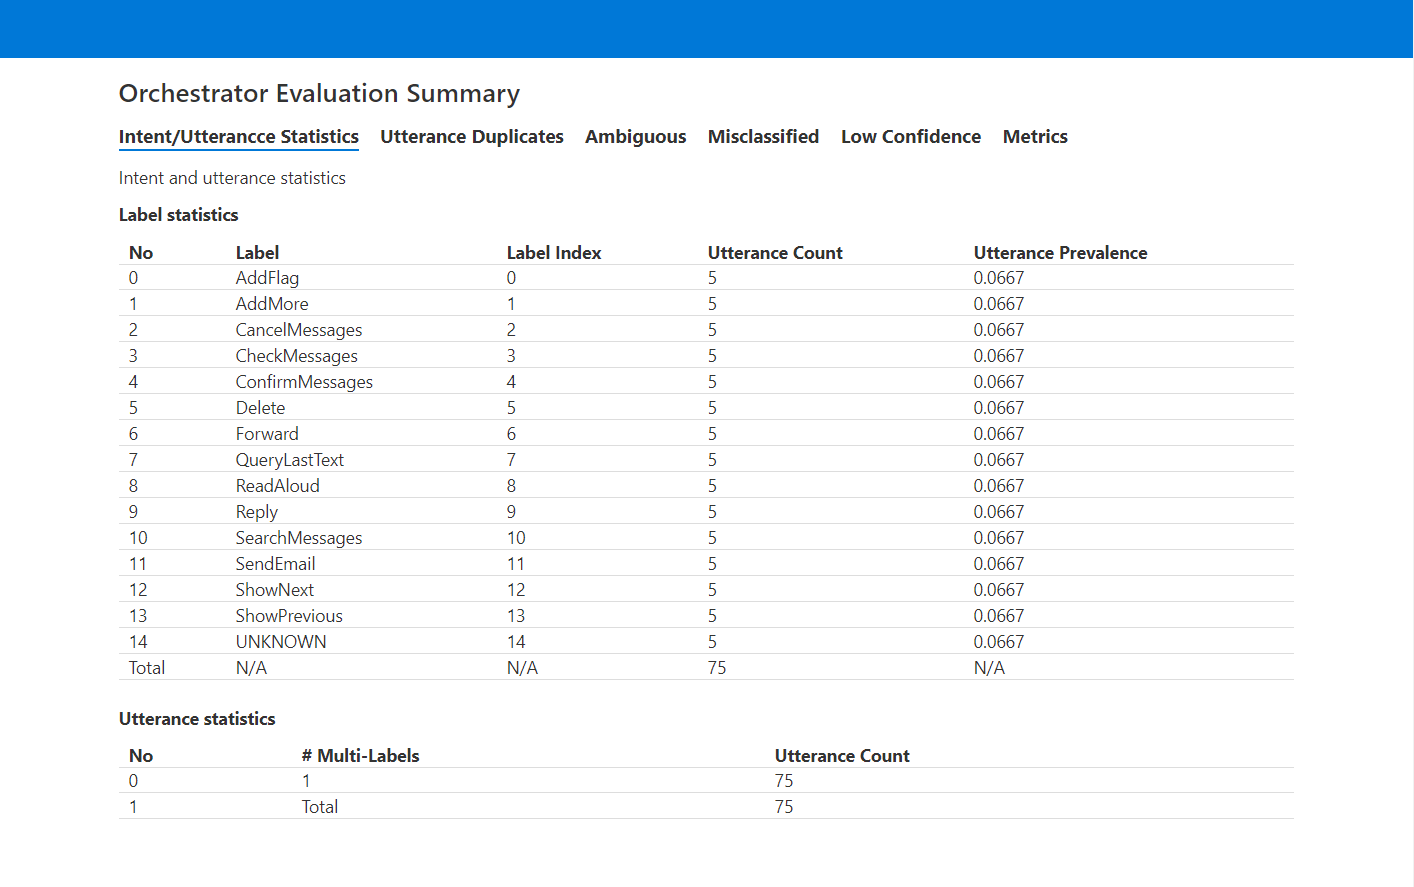 Orchestrator Evaluation Summary
Intent/Utterancce Statistics Utterance Duplicates Ambiguous Misclassified Low Confidence Metrics
Intent and utterance statistics
Label statistics
No Label Label Index Utterance Count Utterance Prevalence
0 AddFlag 0 5 0.0667
1 AddMore 1 5 0.0667
2 CancelMessages 2 5 0.0667
3 CheckMessages 3 5 0.0667
4 ConfirmMessages 4 5 0.0667
5 Delete 5 5 0.0667
6 Forward 6 5 0.0667
7 QueryLastText 7 5 0.0667
8 ReadAloud 8 5 0.0667
9 Reply 9 5 0.0667
10 SearchMessages 10 5 0.0667
11 SendEmail 11 5 0.0667
12 ShowNext 12 5 0.0667
13 ShowPrevious 13 5 0.0667
14 UNKNOWN 14 5 0.0667
Total N/A N/A 75 N/A
Utterance statistics
No # Multi-Labels Utterance Count
0 1 75
1 Total 75